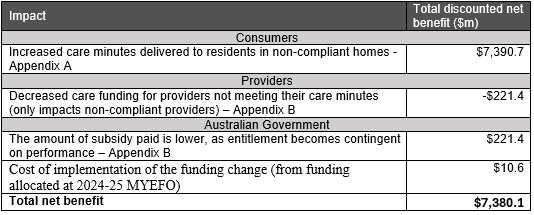 Impact
Total discounted net
benefit ($m)
Consumers
Increased care minutes delivered to residents in non-compliant homes -
Appendix A
$7,390.7
Providers
Decreased care funding for providers not meeting their care minutes
(only impacts non-compliant providers) – Appendix B
-$221.4
Australian Government
The amount of subsidy paid is lower, as entitlement becomes contingent
on performance – Appendix B
$221.4
Cost of implementation of the funding change (from funding
allocated at 2024-25 MYEFO)
$10.6
Total net benefit
$7,380.1